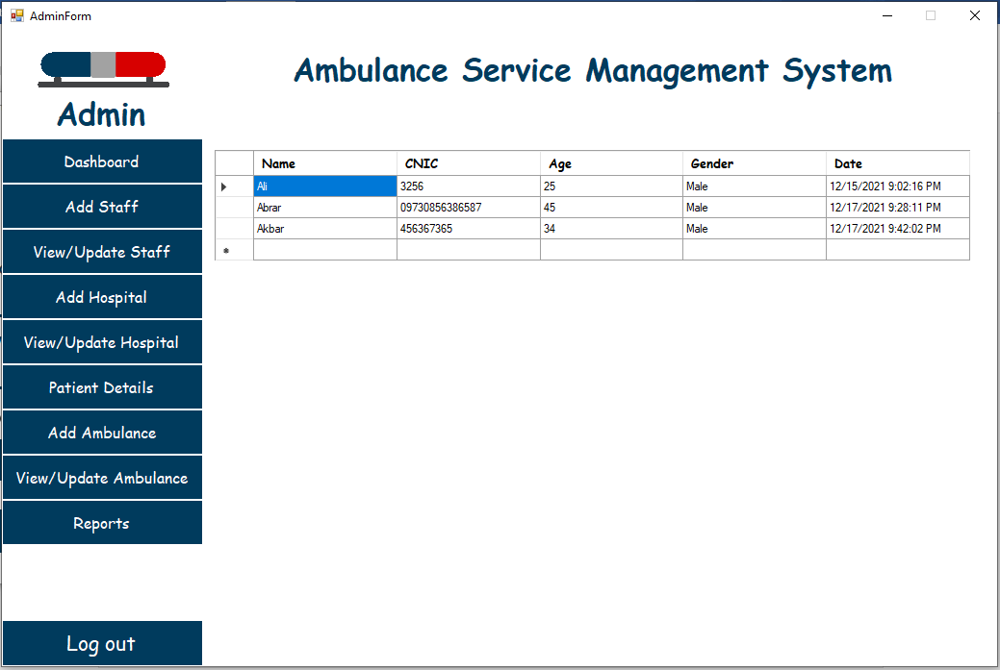 AdminForm
Ambulance Service Management System
Admin
Dashboard
Add Staff
View/Update Staff
Add Hospital
View/Update Hospital
Patient Details
Add Ambulance
View/Update Ambulance
Reports
Log out
Name CNIC Age Gender Date
Ali 3256 25 Male 12/15/2021 9:02:16 PM
Abrar 09730856386587 45 Male 12/17/2021 9:28:11 PM
Akbar 456367365 34 Male 12/17/2021 9:42:02 PM